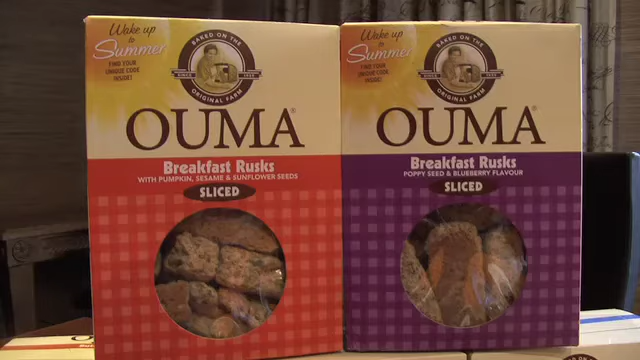 Wake up
to
Summer
FIND YOUR
UNIQUE CODE
INSIDE!
BAKED ON THE
SINCE
ORIGINAL FARM
OUMA®
Breakfast Rusks
WITH PUMPKIN, SESAME & SUNFLOWER SEEDS
SLICED
Wake up
to
Summer
FIND YOUR
UNIQUE CODE
INSIDE!
BAKED ON THE
SINCE
ORIGINAL FARM
OUMA®
Breakfast Rusks
POPPY SEED & BLUEBERRY FLAVOUR
SLICED